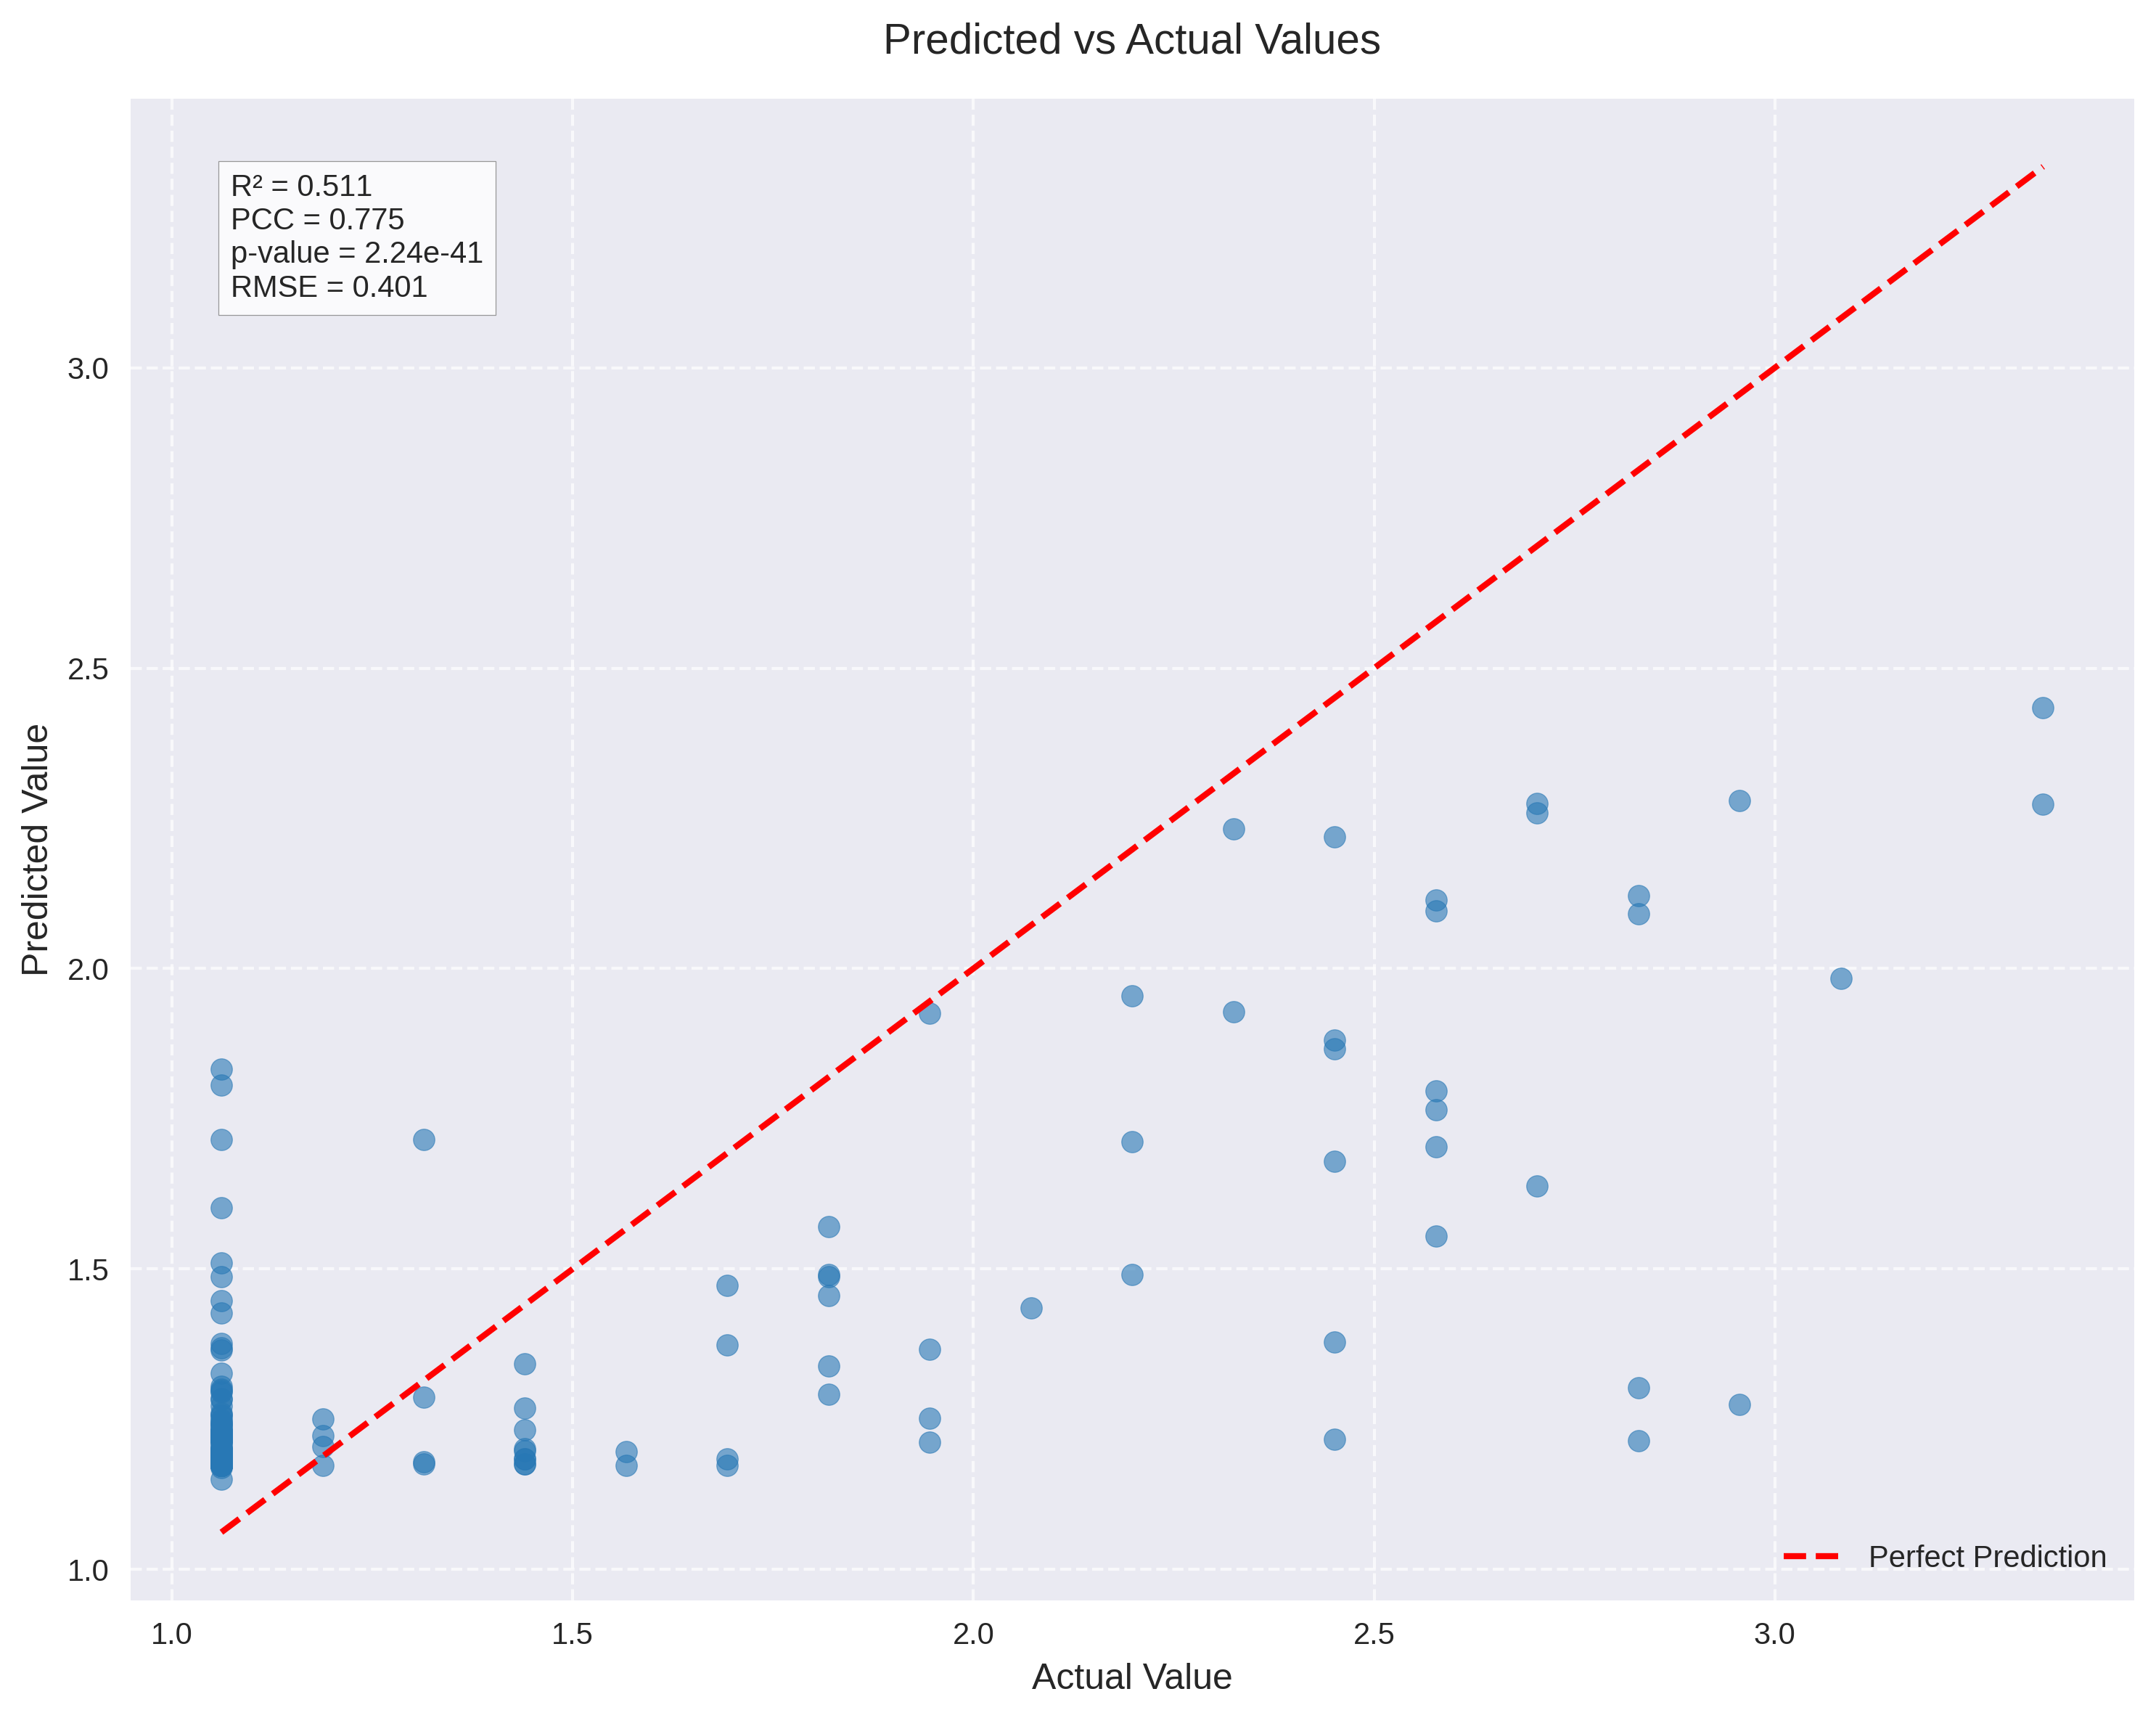 Predicted vs Actual Values
R² = 0.511
PCC = 0.775
p-value = 2.24e-41
RMSE = 0.401
3.0
2.5
2.0
1.5
1.0
Predicted Value
Perfect Prediction
1.0
1.5
2.0
2.5
3.0
Actual Value